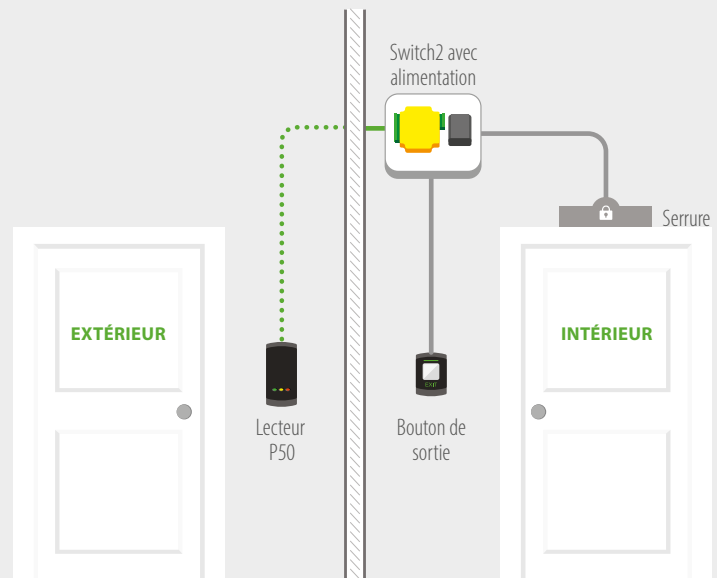 Switch2 avec
alimentation
Serrure
EXTÉRIEUR
INTÉRIEUR
EXIT
Lecteur
P50
Bouton de
sortie